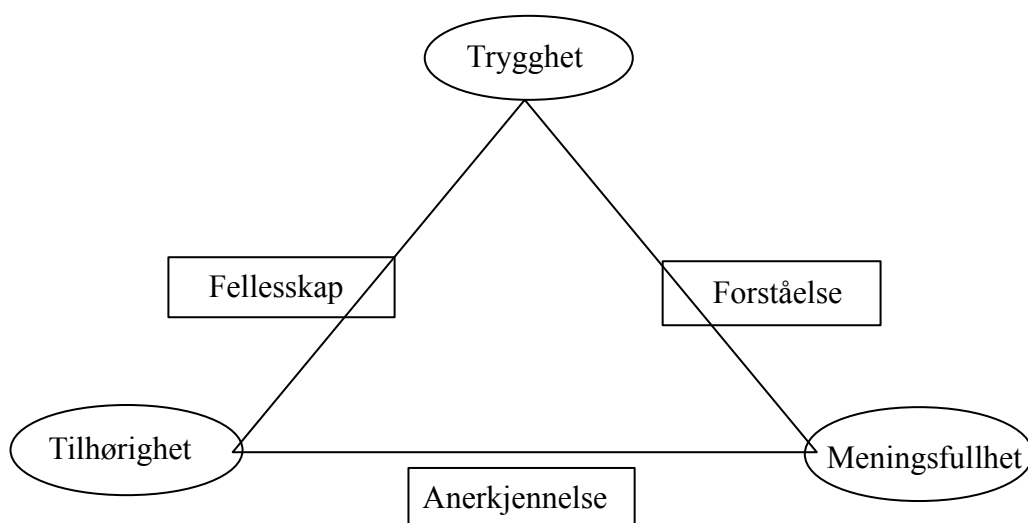 Trygghet
Fellesskap
Forståelse
Tilhørighet
Meningsfullhet
Anerkjennelse